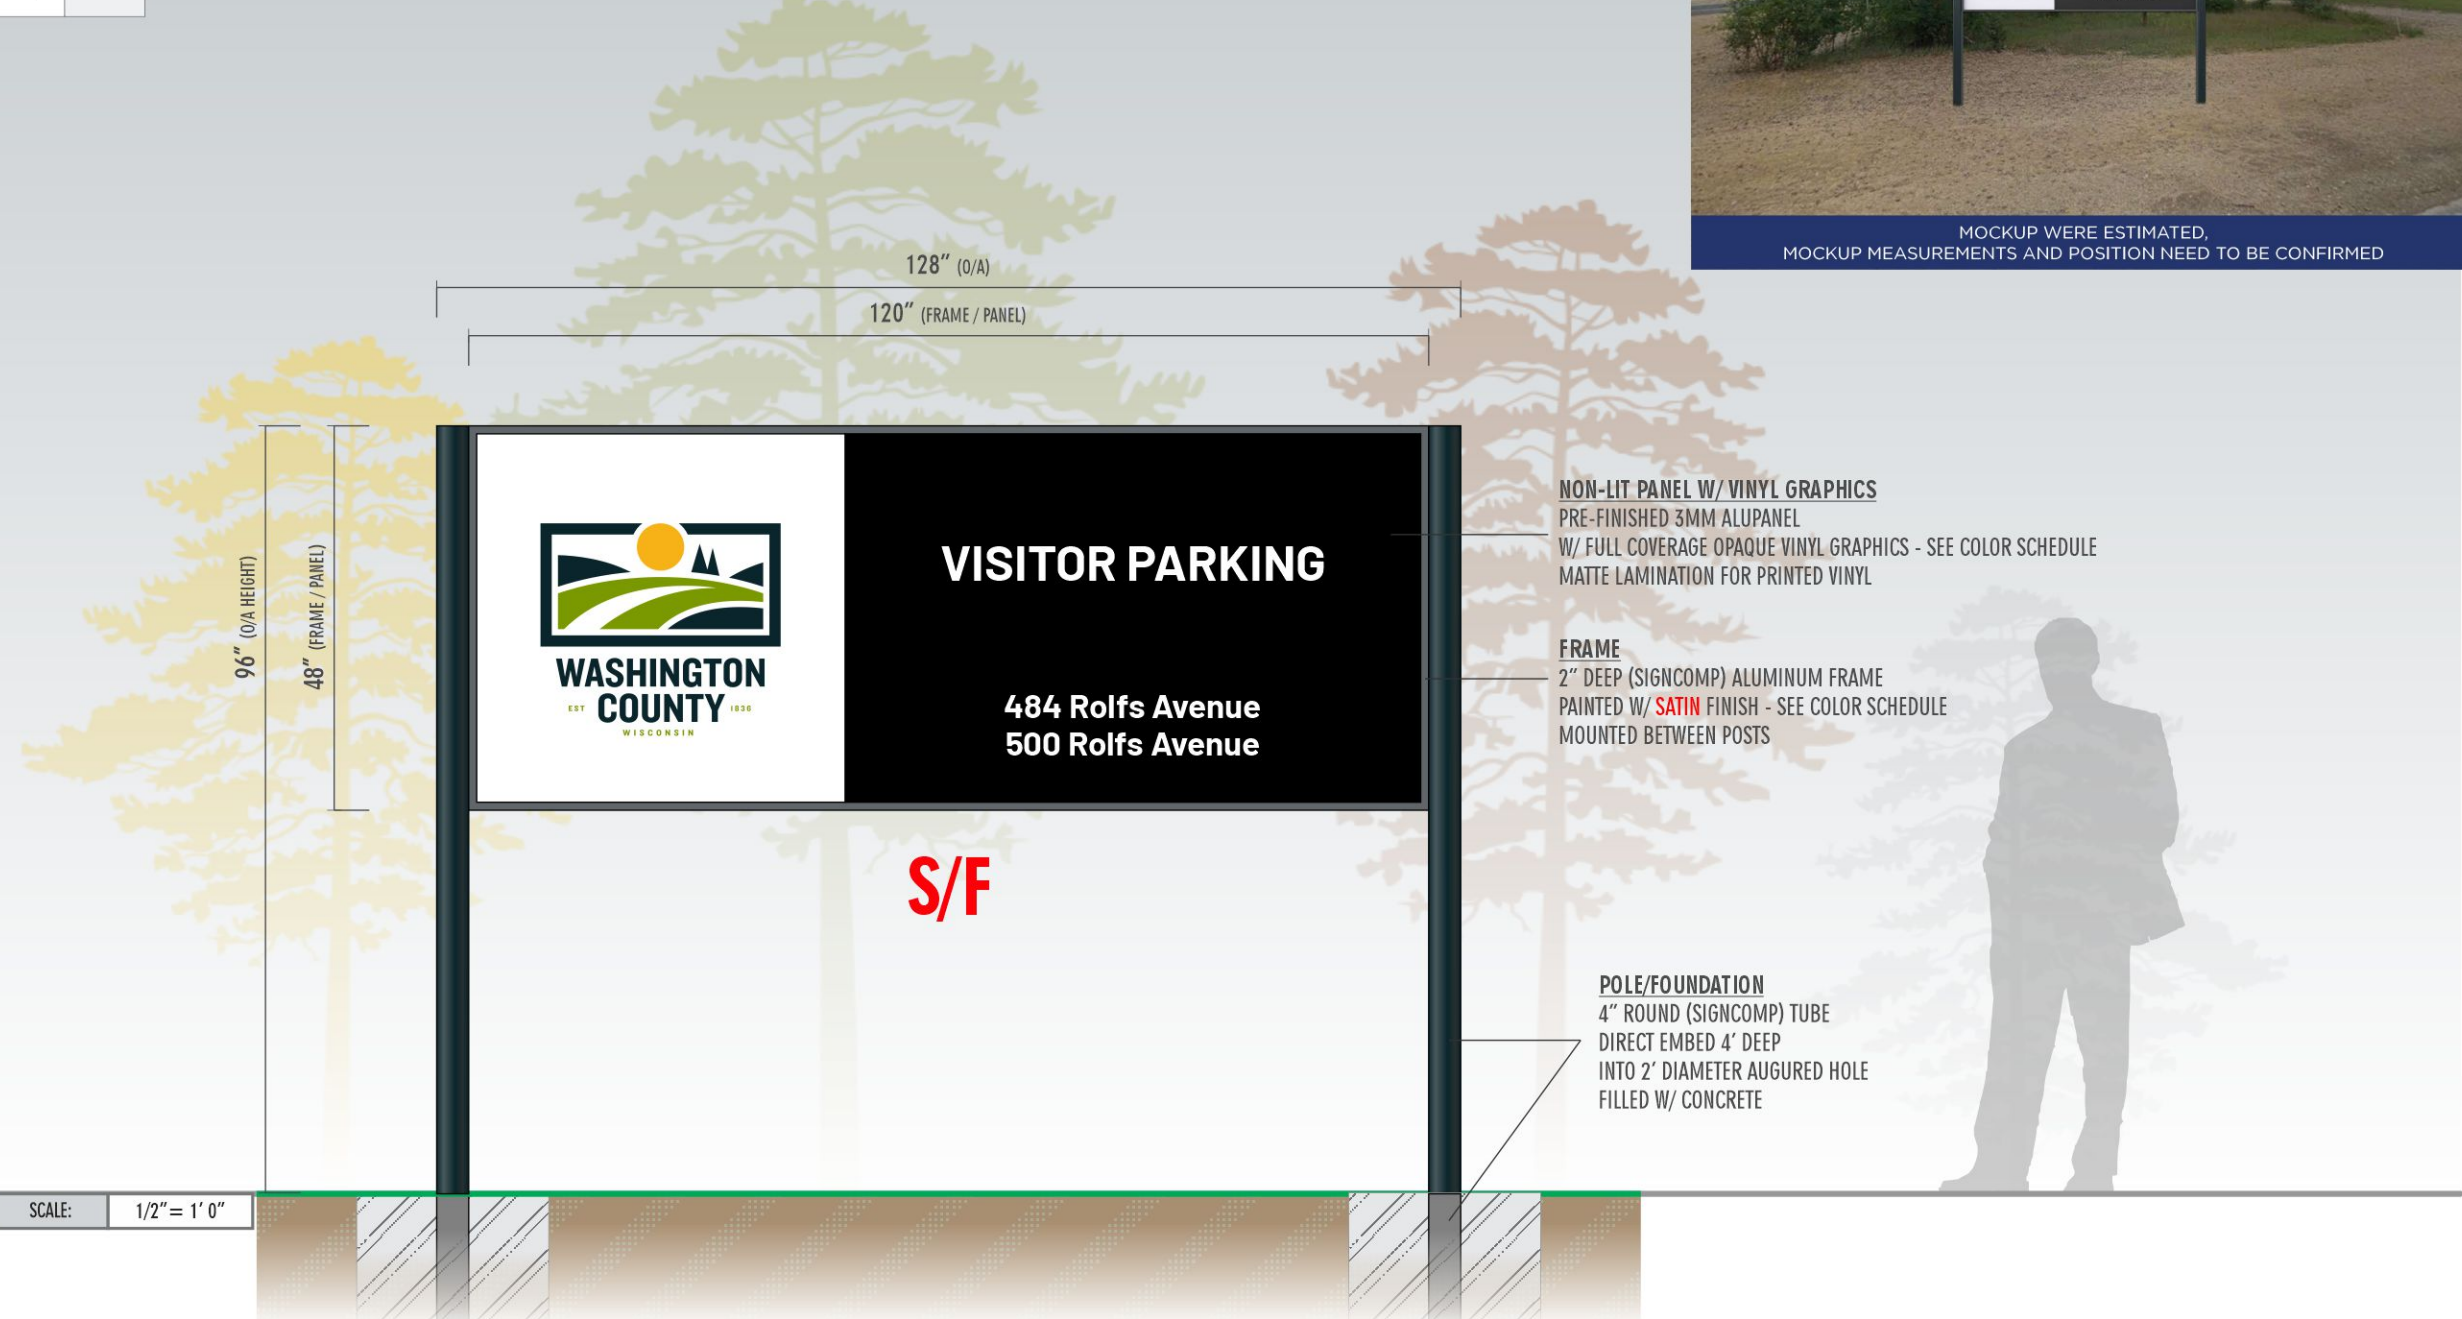 MOCKUP WERE ESTIMATED,
MOCKUP MEASUREMENTS AND POSITION NEED TO BE CONFIRMED
128" (O/A)
120" (FRAME / PANEL)
96" (O/A HEIGHT)
48" (FRAME / PANEL)
WASHINGTON
EST COUNTY 1836
WISCONSIN
VISITOR PARKING
484 Rolfs Avenue
500 Rolfs Avenue
S/F
NON-LIT PANEL W/ VINYL GRAPHICS
PRE-FINISHED 3MM ALUPANEL
W/ FULL COVERAGE OPAQUE VINYL GRAPHICS - SEE COLOR SCHEDULE
MATTE LAMINATION FOR PRINTED VINYL
FRAME
2" DEEP (SIGNCOMP) ALUMINUM FRAME
PAINTED W/ SATIN FINISH - SEE COLOR SCHEDULE
MOUNTED BETWEEN POSTS
POLE/FOUNDATION
4" ROUND (SIGNCOMP) TUBE
DIRECT EMBED 4' DEEP
INTO 2' DIAMETER AUGURED HOLE
FILLED W/ CONCRETE
SCALE: 1/2"= 1' 0"